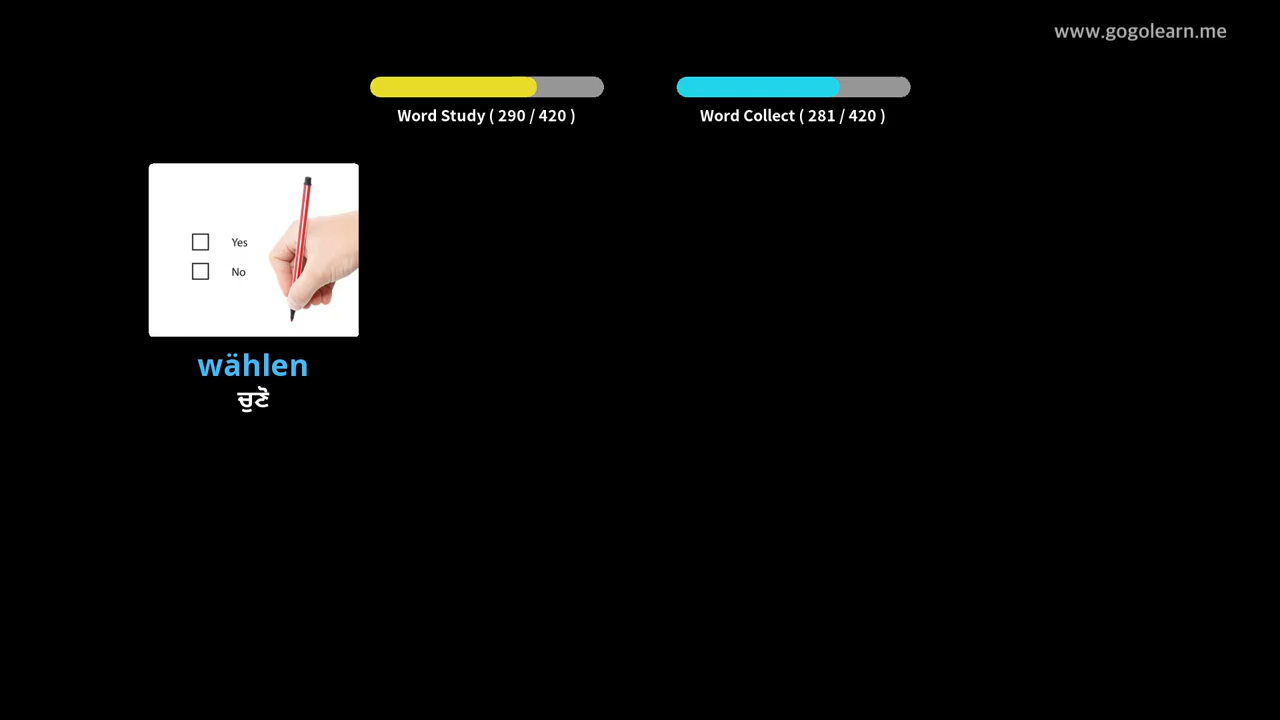 www.gogolearn.me
Word Study ( 290 / 420 )
Word Collect ( 281 / 420 )
Yes
No
wählen
ਚੁਣੋ